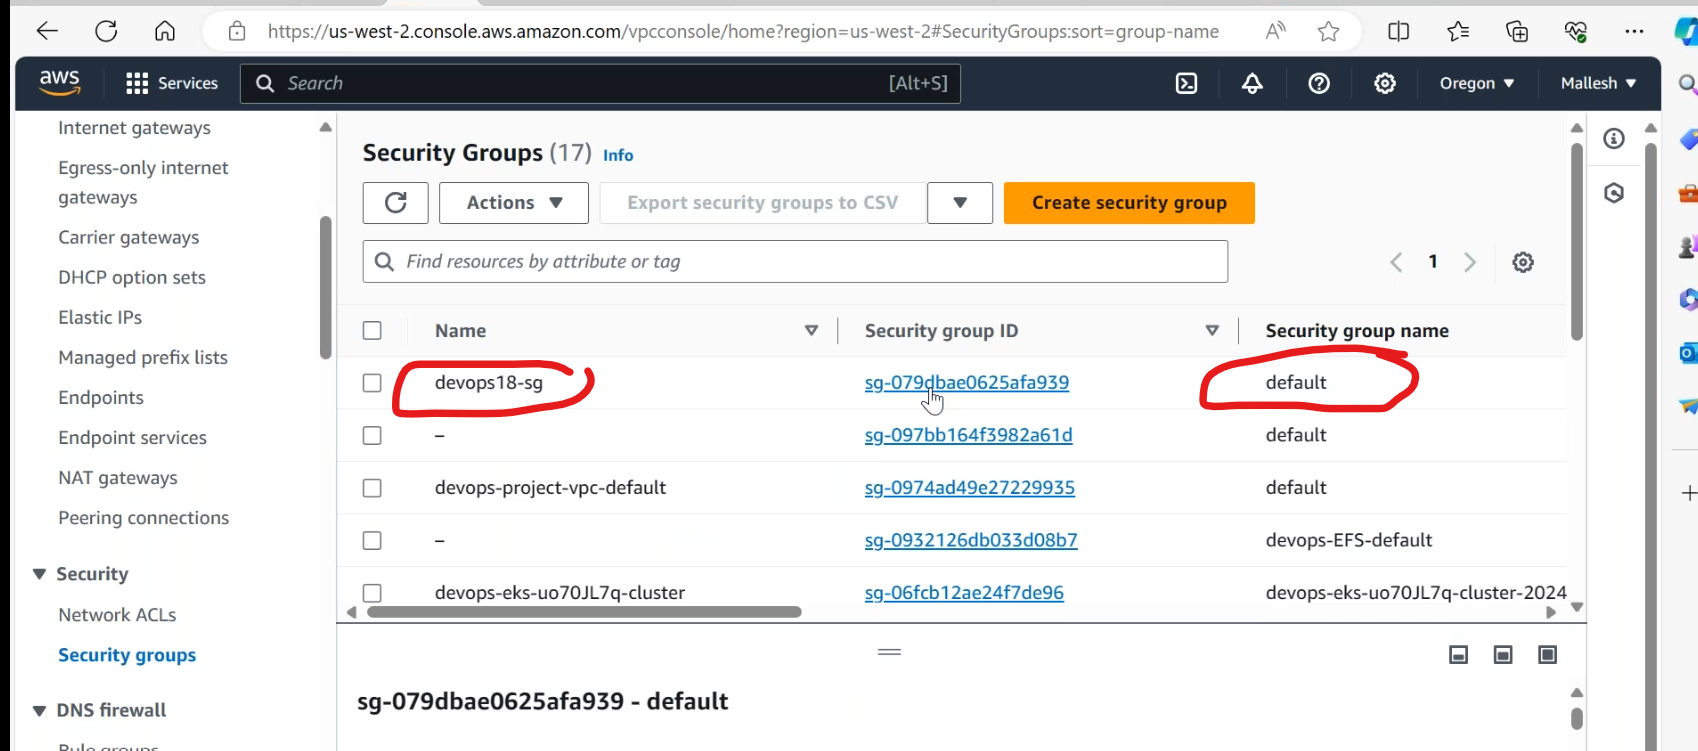 https://us-west-2.console.aws.amazon.com/vpcconsole/home?region=us-west-2#SecurityGroups:sort=group-name
aws Services Search [Alt+S] Oregon ▼ Mallesh ▼
Internet gateways
Egress-only internet
gateways
Carrier gateways
DHCP option sets
Elastic IPs
Managed prefix lists
Endpoints
Endpoint services
NAT gateways
Peering connections
▼ Security
Network ACLs
Security groups
▼ DNS firewall
Rule groups
Security Groups (17) Info
Actions ▼ Export security groups to CSV ▼ Create security group
Find resources by attribute or tag 1
Name Security group ID Security group name
devops18-sg sg-079dbae0625afa939 default
– sg-097bb164f3982a61d default
devops-project-vpc-default sg-0974ad49e27229935 default
– sg-0932126db033d08b7 devops-EFS-default
devops-eks-uo70JL7q-cluster sg-06fcb12ae24f7de96 devops-eks-uo70JL7q-cluster-2024
sg-079dbae0625afa939 - default